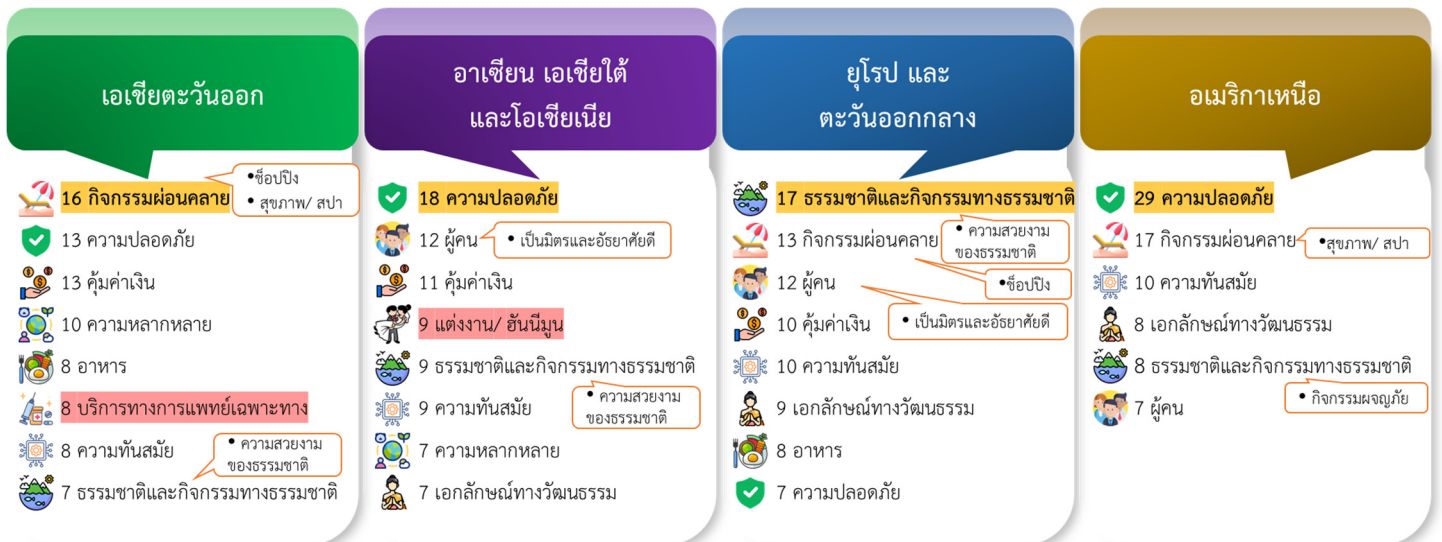 เอเชียตะวันออก
16 กิจกรรมผ่อนคลาย
•ช็อปปิง
• สุขภาพ/ สปา
13 ความปลอดภัย
13 คุ้มค่าเงิน
10 ความหลากหลาย
8 อาหาร
8 บริการทางการแพทย์เฉพาะทาง
8 ความทันสมัย
• ความสวยงาม
ของธรรมชาติ
7 ธรรมชาติและกิจกรรมทางธรรมชาติ
อาเซียน เอเชียใต้
และโอเชียเนีย
18 ความปลอดภัย
12 ผู้คน
• เป็นมิตรและอัธยาศัยดี
11 คุ้มค่าเงิน
9 แต่งงาน/ ฮันนีมูน
9 ธรรมชาติและกิจกรรมทางธรรมชาติ
• ความสวยงาม
ของธรรมชาติ
9 ความทันสมัย
7 ความหลากหลาย
7 เอกลักษณ์ทางวัฒนธรรม
ยุโรป และ
ตะวันออกกลาง
17 ธรรมชาติและกิจกรรมทางธรรมชาติ
• ความสวยงาม
ของธรรมชาติ
13 กิจกรรมผ่อนคลาย
•ช็อปปิง
12 ผู้คน
• เป็นมิตรและอัธยาศัยดี
10 คุ้มค่าเงิน
10 ความทันสมัย
9 เอกลักษณ์ทางวัฒนธรรม
8 อาหาร
7 ความปลอดภัย
อเมริกาเหนือ
29 ความปลอดภัย
17 กิจกรรมผ่อนคลาย
•สุขภาพ/ สปา
10 ความทันสมัย
8 เอกลักษณ์ทางวัฒนธรรม
8 ธรรมชาติและกิจกรรมทางธรรมชาติ
• กิจกรรมผจญภัย
7 ผู้คน